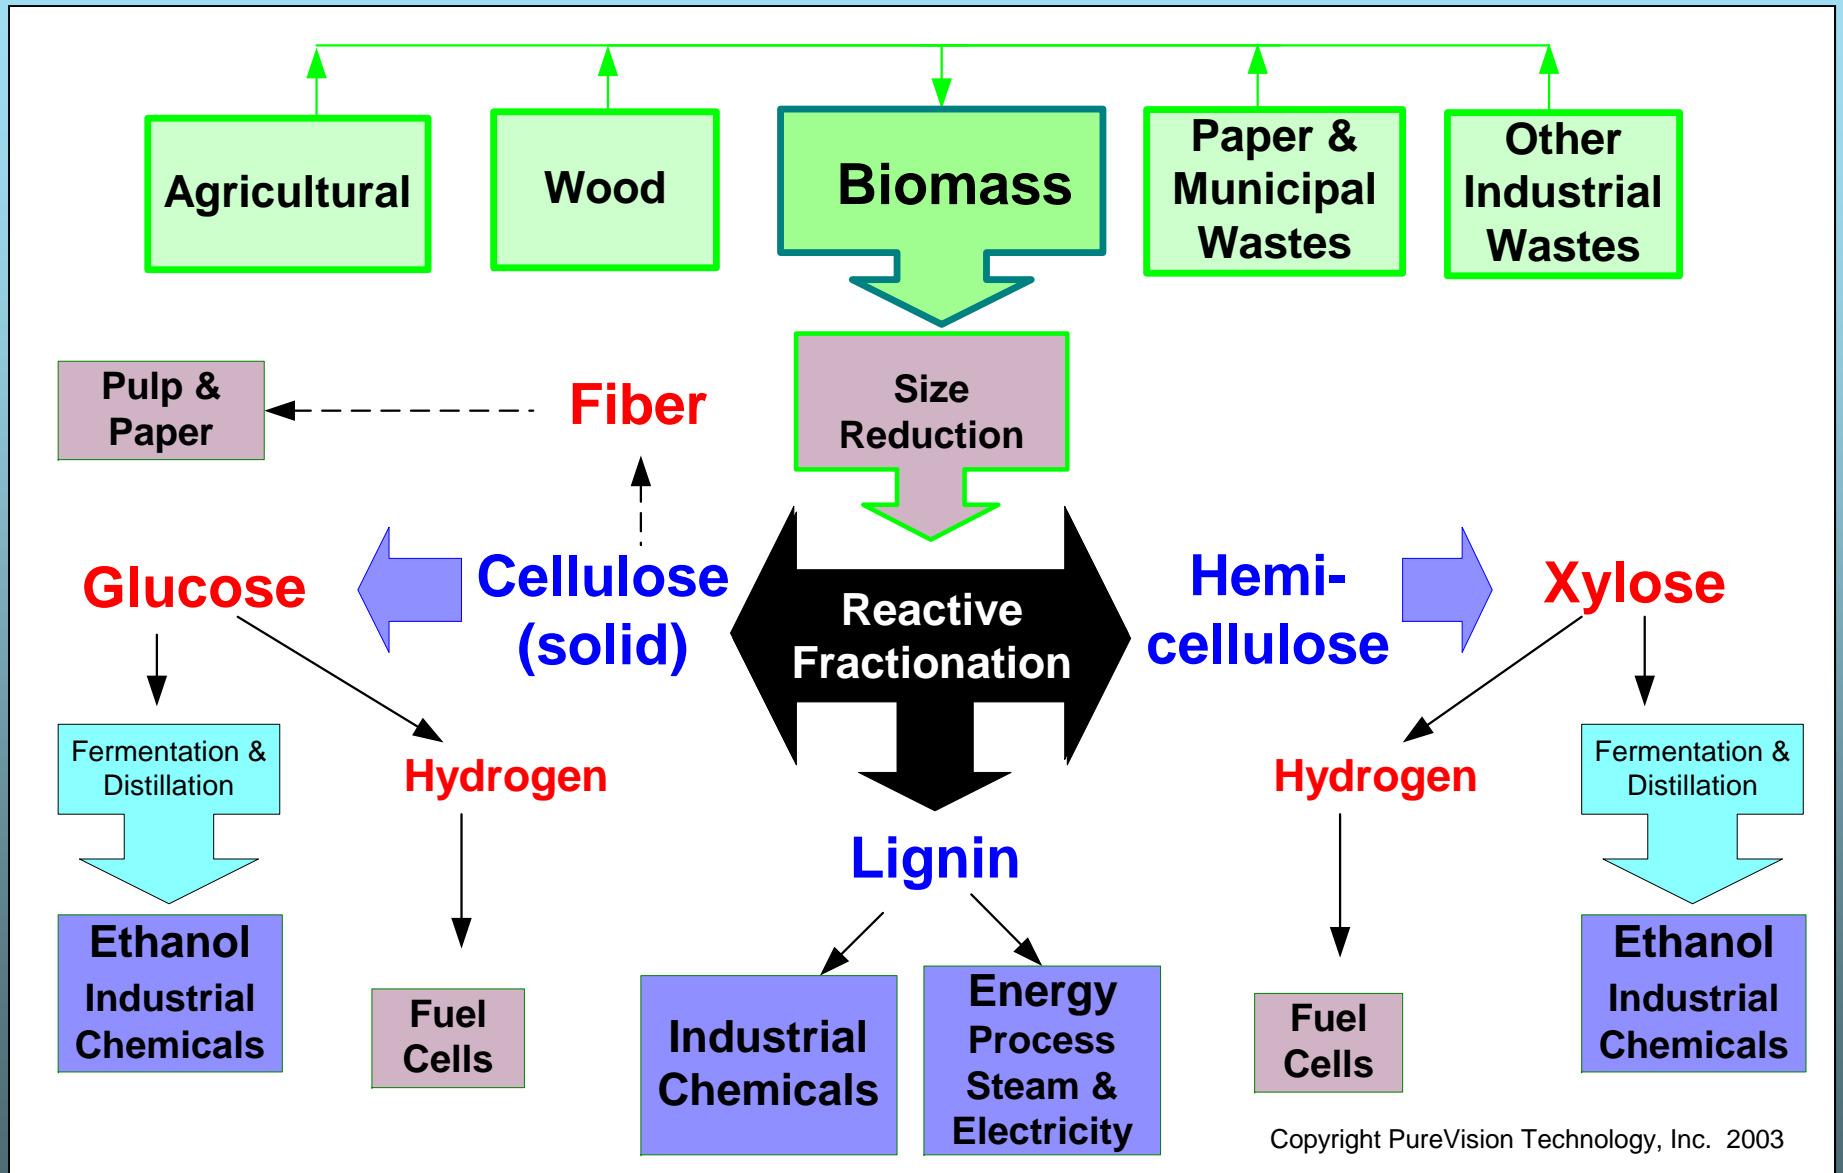 Agricultural
Wood
Biomass
Paper &
Municipal
Wastes
Other
Industrial
Wastes
Pulp &
Paper
Fiber
Size
Reduction
Glucose
Cellulose
(solid)
Reactive
Fractionation
Hemi-
cellulose
Xylose
Fermentation &
Distillation
Hydrogen
Hydrogen
Fermentation &
Distillation
Lignin
Ethanol
Industrial
Chemicals
Fuel
Cells
Industrial
Chemicals
Energy
Process
Steam &
Electricity
Fuel
Cells
Ethanol
Industrial
Chemicals
Copyright PureVision Technology, Inc. 2003